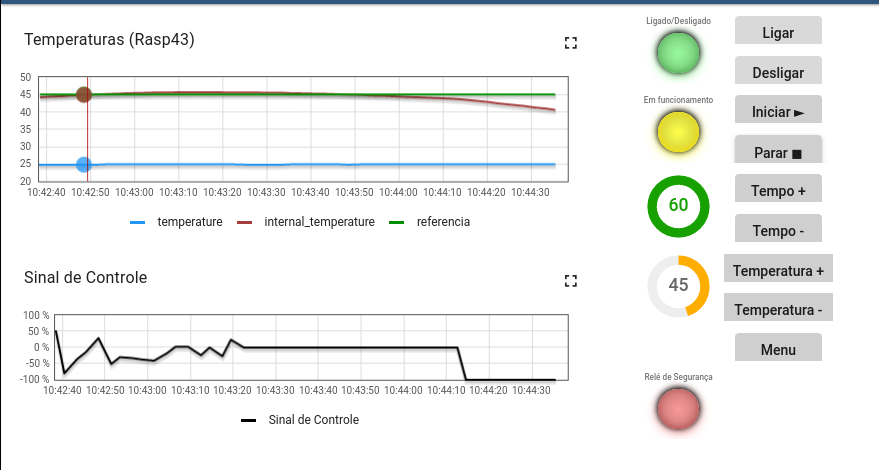 Temperaturas (Rasp43)
50
45
40
35
30
25
20
10:42:40 10:42:50 10:43:00 10:43:10 10:43:20 10:43:30 10:43:40 10:43:50 10:44:00 10:44:10 10:44:20 10:44:30
temperature internal_temperature referencia
Sinal de Controle
100 %
50 %
0 %
-50 %
-100 %
10:42:40 10:42:50 10:43:00 10:43:10 10:43:20 10:43:30 10:43:40 10:43:50 10:44:00 10:44:10 10:44:20 10:44:30
Sinal de Controle
Ligado/Desligado
Em funcionamento
60
45
Relé de Segurança
Ligar
Desligar
Iniciar ►
Parar ■
Tempo +
Tempo -
Temperatura +
Temperatura -
Menu